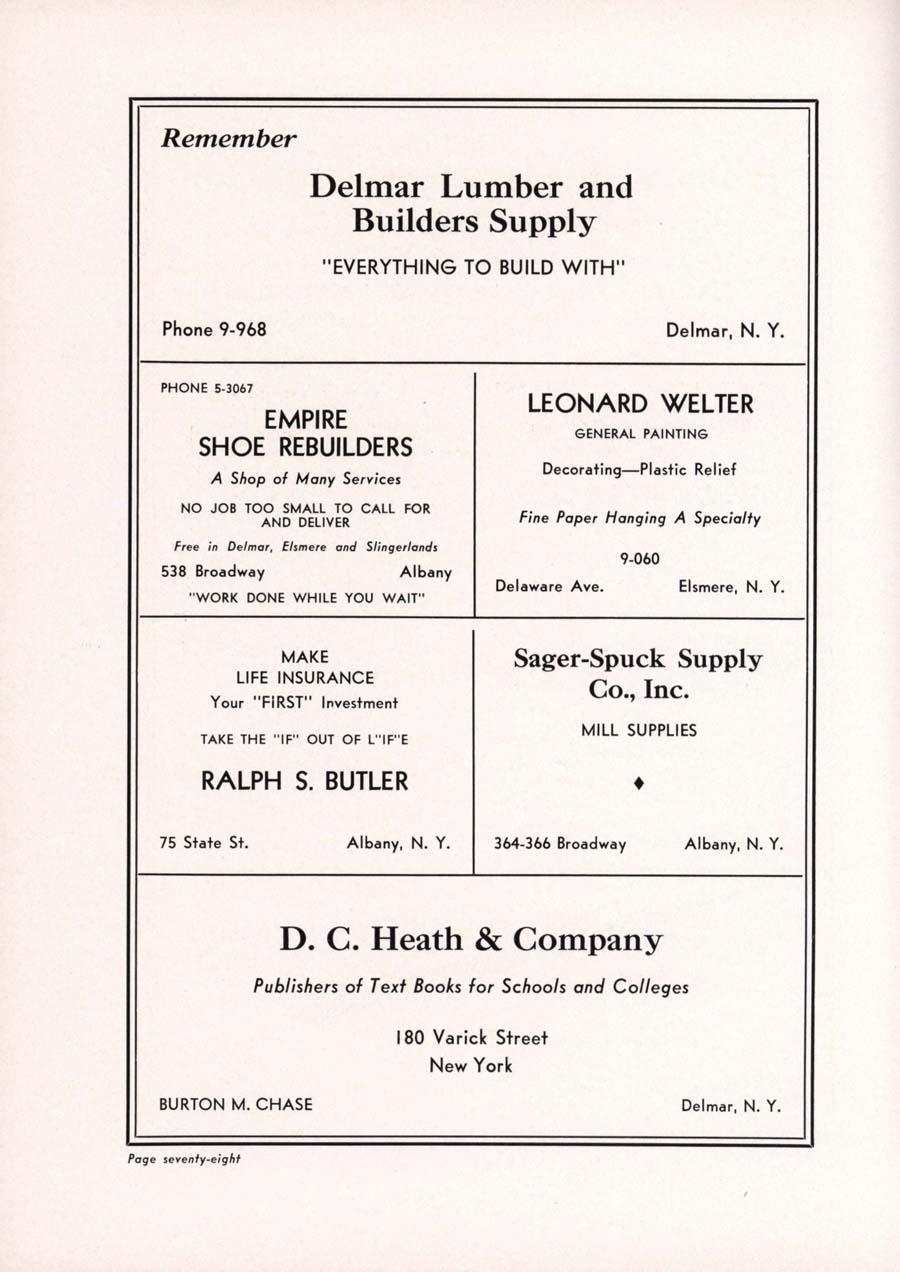 Remember
Delmar Lumber and
Builders Supply
"EVERYTHING TO BUILD WITH"
Phone 9-968 Delmar, N. Y.
PHONE 5-3067
EMPIRE
SHOE REBUILDERS
A Shop of Many Services
NO JOB TOO SMALL TO CALL FOR
AND DELIVER
Free in Delmar, Elsmere and Slingerlands
538 Broadway Albany
"WORK DONE WHILE YOU WAIT"
LEONARD WELTER
GENERAL PAINTING
Decorating—Plastic Relief
Fine Paper Hanging A Specialty
9-060
Delaware Ave. Elsmere, N. Y.
MAKE
LIFE INSURANCE
Your "FIRST" Investment
TAKE THE "IF" OUT OF L"IF"E
RALPH S. BUTLER
75 State St. Albany, N. Y.
Sager-Spuck Supply
Co., Inc.
MILL SUPPLIES
364-366 Broadway Albany, N. Y.
D. C. Heath & Company
Publishers of Text Books for Schools and Colleges
180 Varick Street
New York
BURTON M. CHASE Delmar, N. Y.
Page seventy-eight